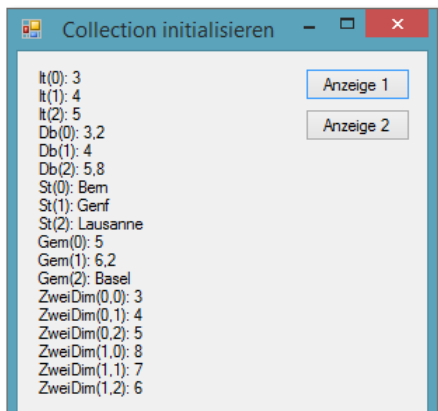 Collection initialisieren
It(0): 3
It(1): 4
It(2): 5
Db(0): 3,2
Db(1): 4
Db(2): 5,8
St(0): Bern
St(1): Genf
St(2): Lausanne
Gem(0): 5
Gem(1): 6,2
Gem(2): Basel
ZweiDim(0,0): 3
ZweiDim(0,1): 4
ZweiDim(0,2): 5
ZweiDim(1,0): 8
ZweiDim(1,1): 7
ZweiDim(1,2): 6
Anzeige 1
Anzeige 2